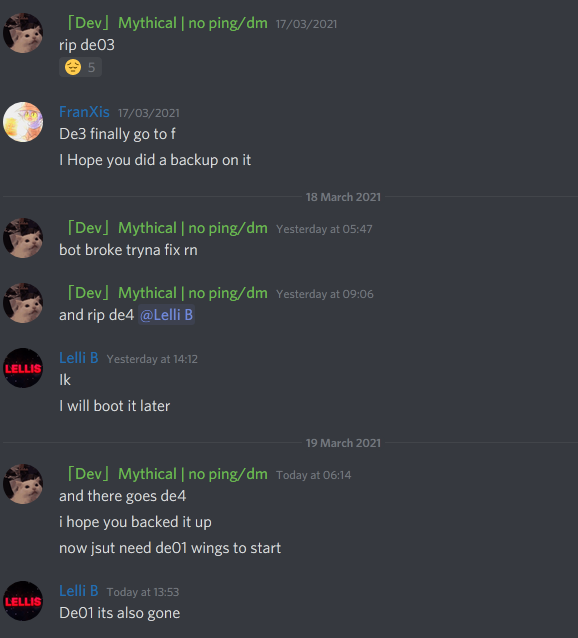 「Dev」 Mythical | no ping/dm 17/03/2021
rip de03
5
FranXis 17/03/2021
De3 finally go to f
I Hope you did a backup on it
18 March 2021
「Dev」 Mythical | no ping/dm Yesterday at 05:47
bot broke tryna fix rn
「Dev」 Mythical | no ping/dm Yesterday at 09:06
and rip de4 @Lelli B
LELLIS
Lelli B Yesterday at 14:12
Ik
I will boot it later
19 March 2021
「Dev」 Mythical | no ping/dm Today at 06:14
and there goes de4
i hope you backed it up
now jsut need de01 wings to start
LELLIS
Lelli B Today at 13:53
De01 its also gone